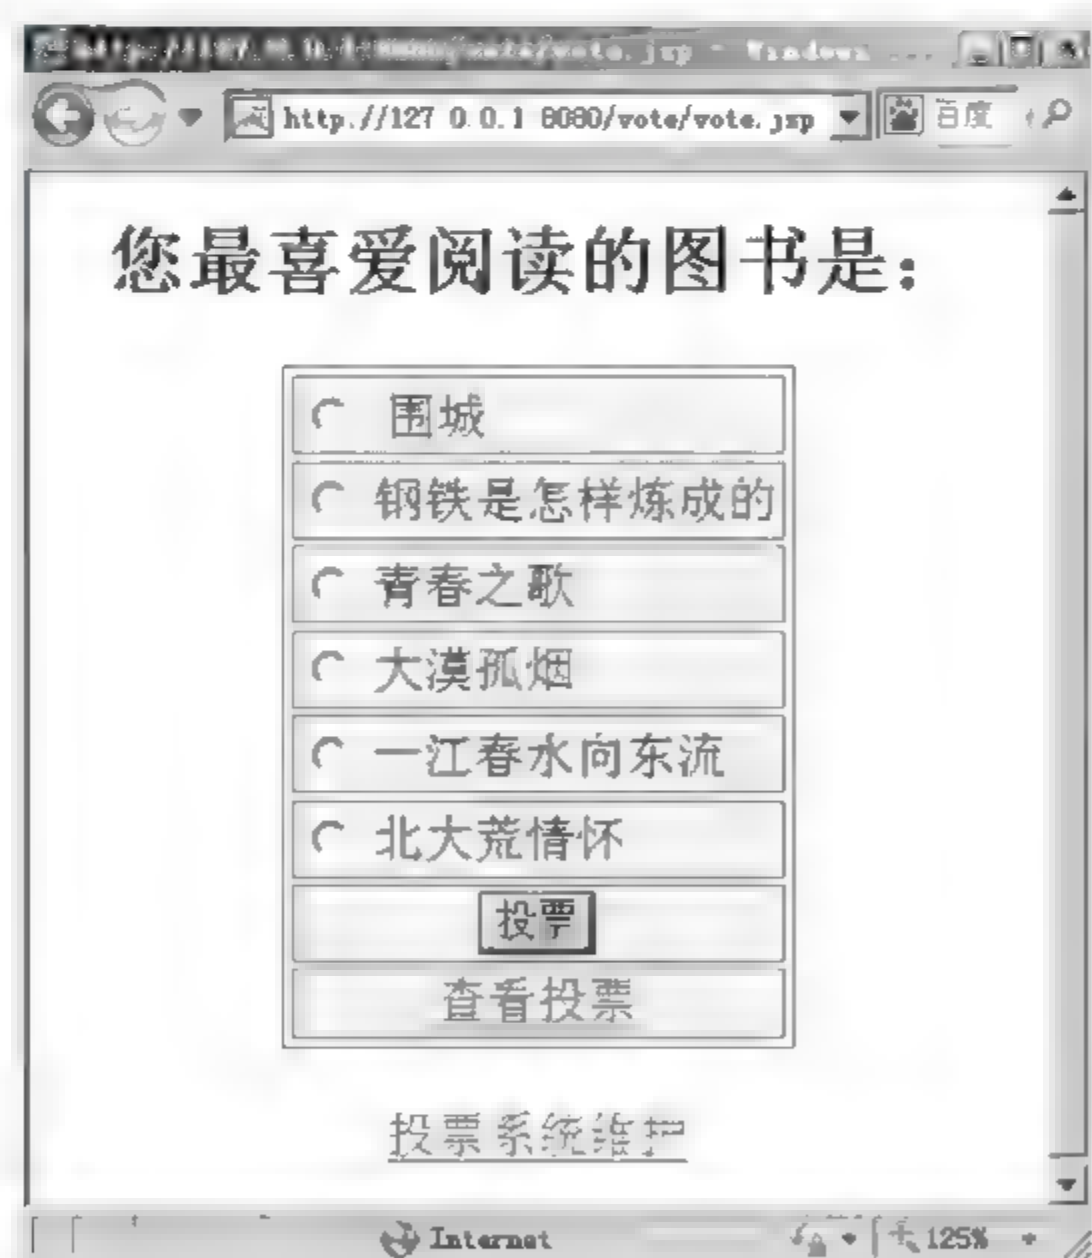 vote.jsp - Windows ...
http://127.0.0.1:8080/vote/vote.jsp
百度
您最喜爱阅读的图书是：
围城
钢铁是怎样炼成的
青春之歌
大漠孤烟
一江春水向东流
北大荒情怀
投票
查看投票
投票系统维护
Internet
125%